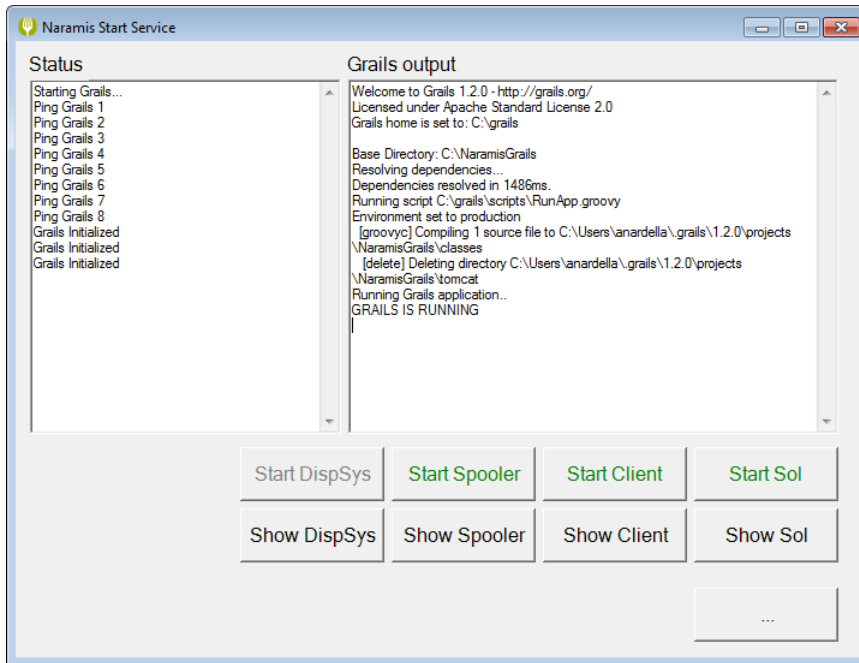 Naramis Start Service
Status
Starting Grails...
Ping Grails 1
Ping Grails 2
Ping Grails 3
Ping Grails 4
Ping Grails 5
Ping Grails 6
Ping Grails 7
Ping Grails 8
Grails Initialized
Grails Initialized
Grails Initialized
Grails output
Welcome to Grails 1.2.0 - http://grails.org/
Licensed under Apache Standard License 2.0
Grails home is set to: C:\grails
Base Directory: C:\NaramisGrails
Resolving dependencies...
Dependencies resolved in 1486ms.
Running script C:\grails\scripts\RunApp.groovy
Environment set to production
[groovyc] Compiling 1 source file to C:\Users\anardella\.grails\1.2.0\projects
\NaramisGrails\classes
[delete] Deleting directory C:\Users\anardella\.grails\1.2.0\projects
\NaramisGrails\tomcat
Running Grails application..
GRAILS IS RUNNING
Start DispSys Start Spooler Start Client Start Sol
Show DispSys Show Spooler Show Client Show Sol
...